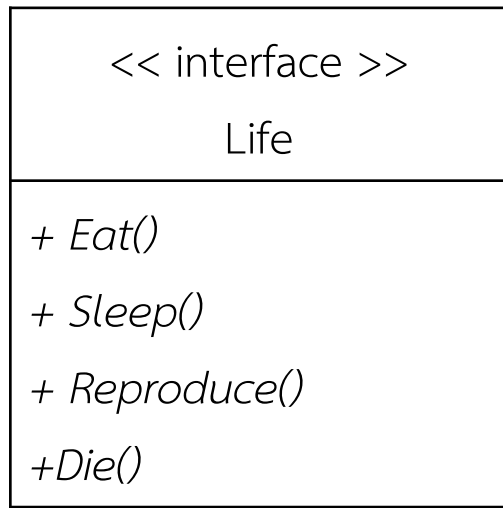 << interface >>
Life
+ Eat()
+ Sleep()
+ Reproduce()
+Die()